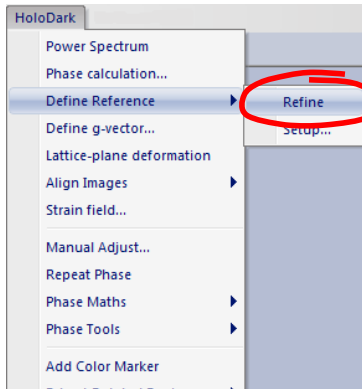 HoloDark
Power Spectrum
Phase calculation...
Define Reference
Refine
Define g-vector...
Setup...
Lattice-plane deformation
Align Images
Strain field...
Manual Adjust...
Repeat Phase
Phase Maths
Phase Tools
Add Color Marker